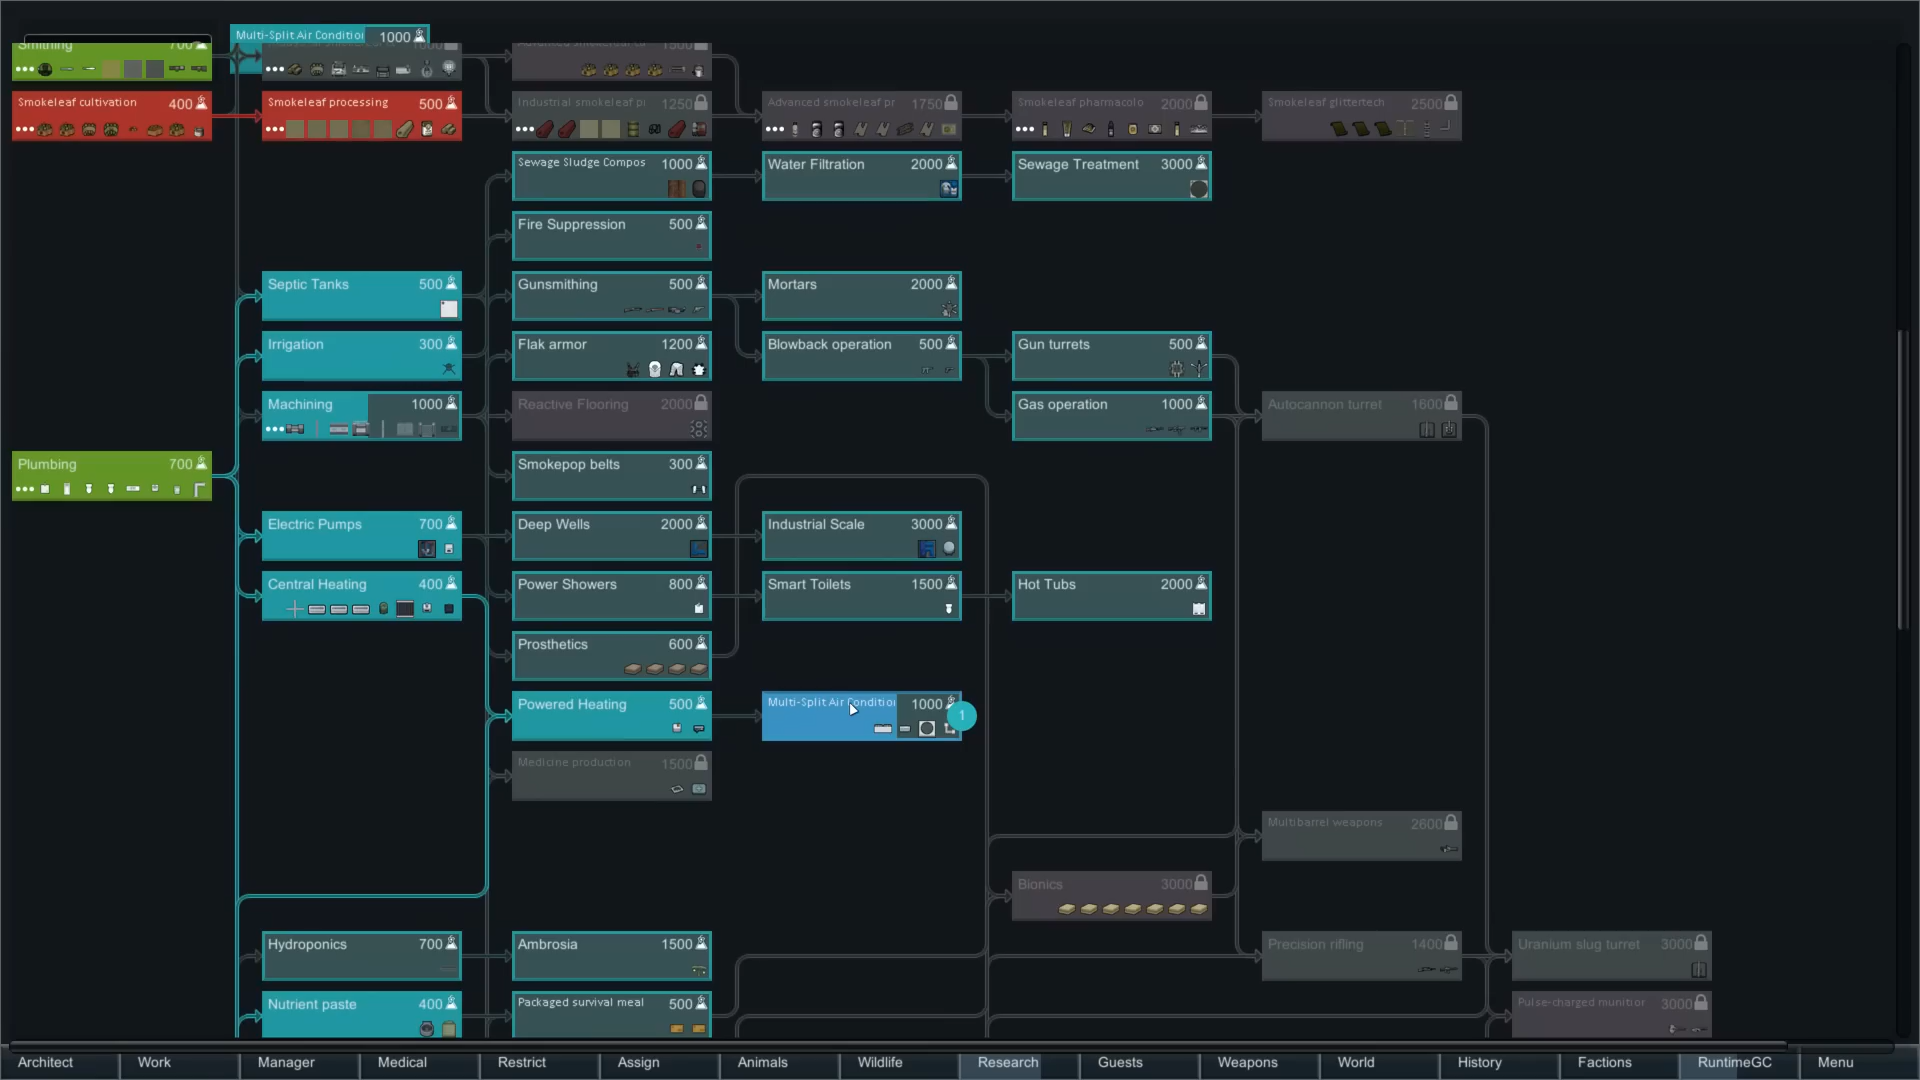 Multi-Split Air Conditio 1000
Smithing 700
1000
1500
Smokeleaf cultivation 400
Smokeleaf processing 500
Industrial smokeleaf pr 1250
Advanced smokeleaf pr 1750
Smokeleaf pharmacolo 2000
Smokeleaf glittertech 2500
Sewage Sludge Compos 1000
Water Filtration 2000
Sewage Treatment 3000
Fire Suppression 500
Septic Tanks 500
Gunsmithing 500
Mortars 2000
Irrigation 300
Flak armor 1200
Blowback operation 500
Gun turrets 500
Machining 1000
Reactive Flooring 2000
Gas operation 1000
Autocannon turret 1600
Plumbing 700
Smokepop belts 300
Electric Pumps 700
Deep Wells 2000
Industrial Scale 3000
Central Heating 400
Power Showers 800
Smart Toilets 1500
Hot Tubs 2000
Prosthetics 600
Powered Heating 500
Multi-Split Air Conditio 1000
1
Medicine production 1500
Multibarrel weapons 2600
Bionics 3000
Hydroponics 700
Ambrosia 1500
Precision rifling 1400
Uranium slug turret 3000
Nutrient paste 400
Packaged survival meal 500
Pulse-charged munitior 3000
Architect Work Manager Medical Restrict Assign Animals Wildlife Research Guests Weapons World History Factions RuntimeGC Menu